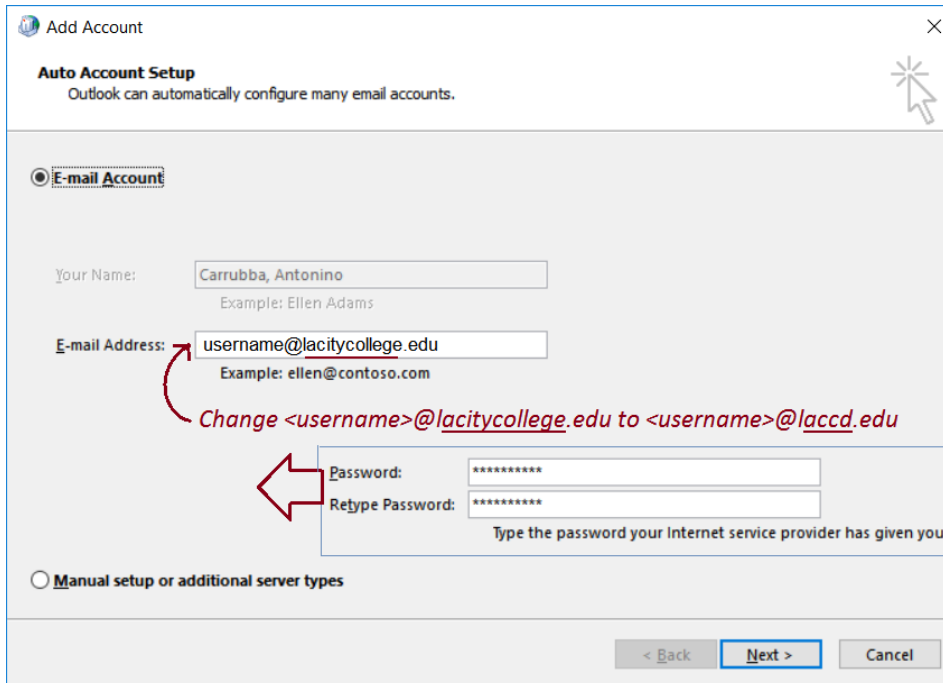 Add Account
Auto Account Setup
Outlook can automatically configure many email accounts.
E-mail Account
Your Name: Carrubba, Antonino
Example: Ellen Adams
E-mail Address: username@lacitycollege.edu
Example: ellen@contoso.com
Change <username>@lacitycollege.edu to <username>@laccd.edu
Password: **********
Retype Password: **********
Type the password your Internet service provider has given you
Manual setup or additional server types
< Back Next > Cancel